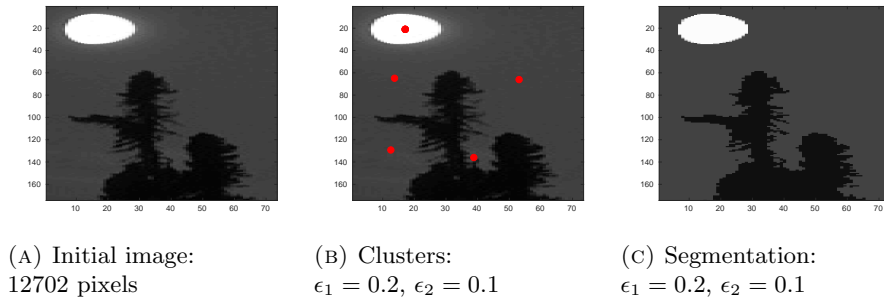 20
40
60
80
100
120
140
160
10 20 30 40 50 60 70
20
40
60
80
100
120
140
160
10 20 30 40 50 60 70
20
40
60
80
100
120
140
160
10 20 30 40 50 60 70
(A) Initial image:
12702 pixels
(B) Clusters:
ϵ₁ = 0.2, ϵ₂ = 0.1
(C) Segmentation:
ϵ₁ = 0.2, ϵ₂ = 0.1